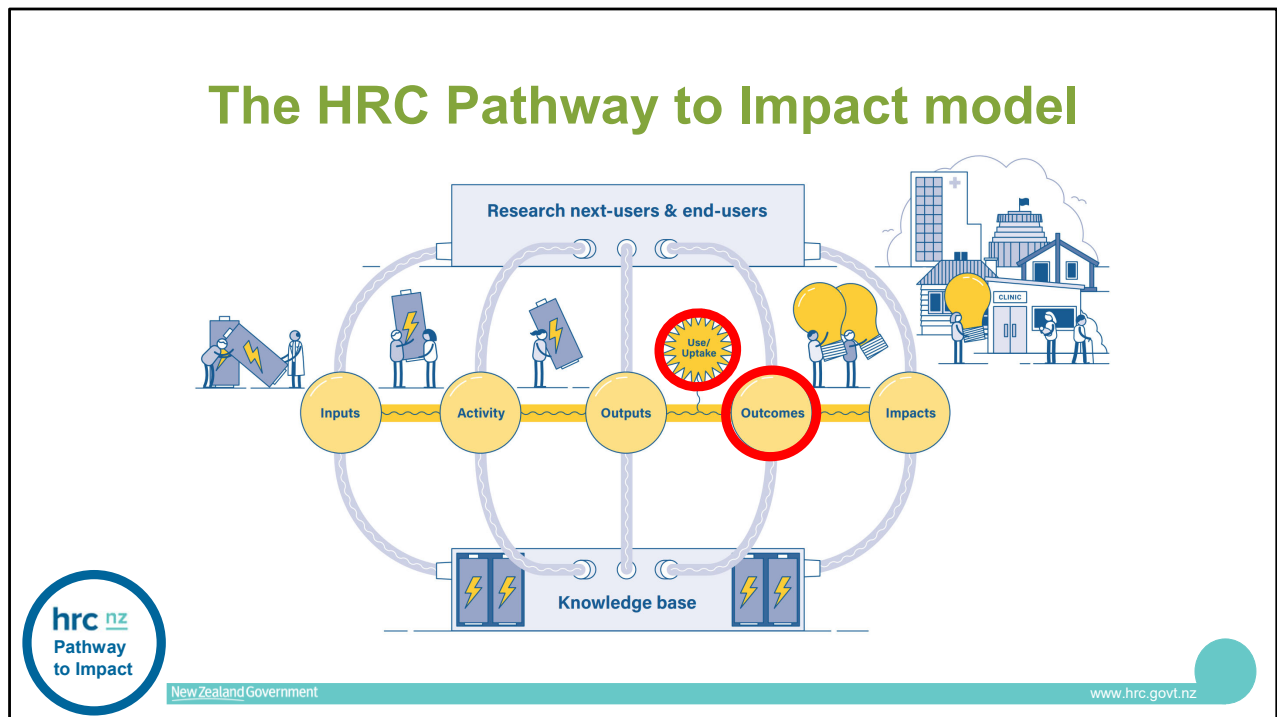 The HRC Pathway to Impact model
Research next-users & end-users
CLINIC
Use/
Uptake
Inputs
Activity
Outputs
Outcomes
Impacts
Knowledge base
hrc nz
Pathway
to Impact
New Zealand Government
www.hrc.govt.nz